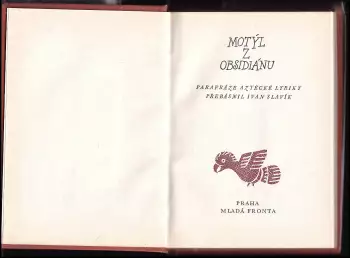 MOTÝL
Z
OBSIDIÁNU
PARAFRÁZE AZTÉCKÉ LYRIKY
PŘEBÁSNIL IVAN SLAVÍK
PRAHA
MLADÁ FRONTA